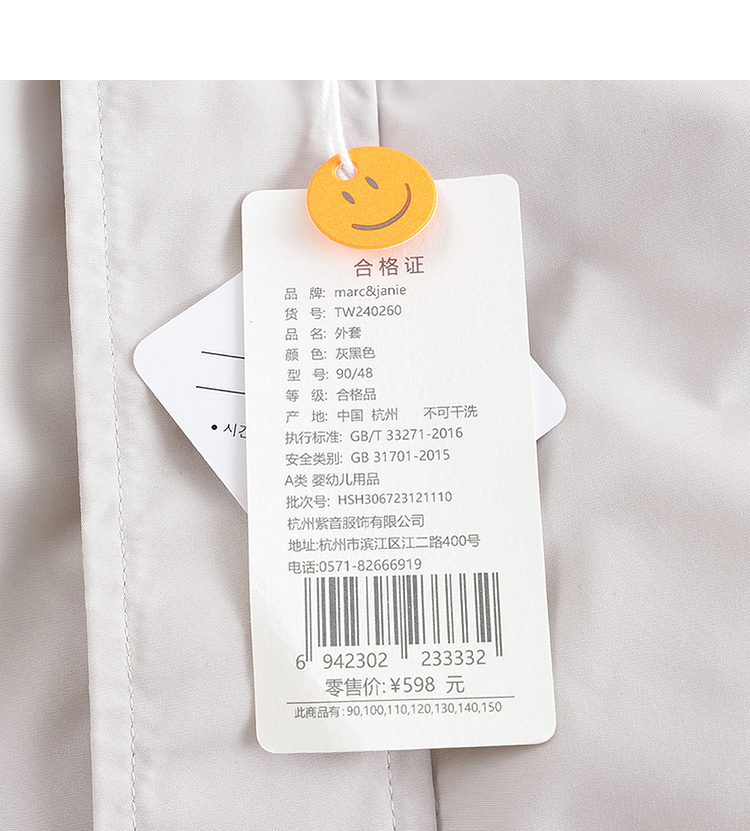 合格证
品 牌: marc&janie
货 号: TW240260
品 名: 外套
颜 色: 灰黑色
型 号: 90/48
等 级: 合格品
产 地: 中国 杭州 不可干洗
执行标准: GB/T 33271-2016
安全类别: GB 31701-2015
A类 婴幼儿用品
批次号: HSH306723121110
杭州紫音服饰有限公司
地址:杭州市滨江区江二路400号
电话:0571-82666919
6 942302 233332
零售价: ¥598 元
此商品有: 90,100,110,120,130,140,150
• 시간